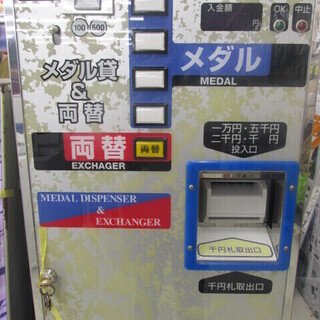 入金額
円
OK
中止
100
500
メダル
MEDAL
メダル貸
&
両替
両替
EXCHAGER
両替
一万円・五千円
二千円・千円
投入口
MEDAL DISPENSER
&
EXCHANGER
千円札取出口
千円札取出口